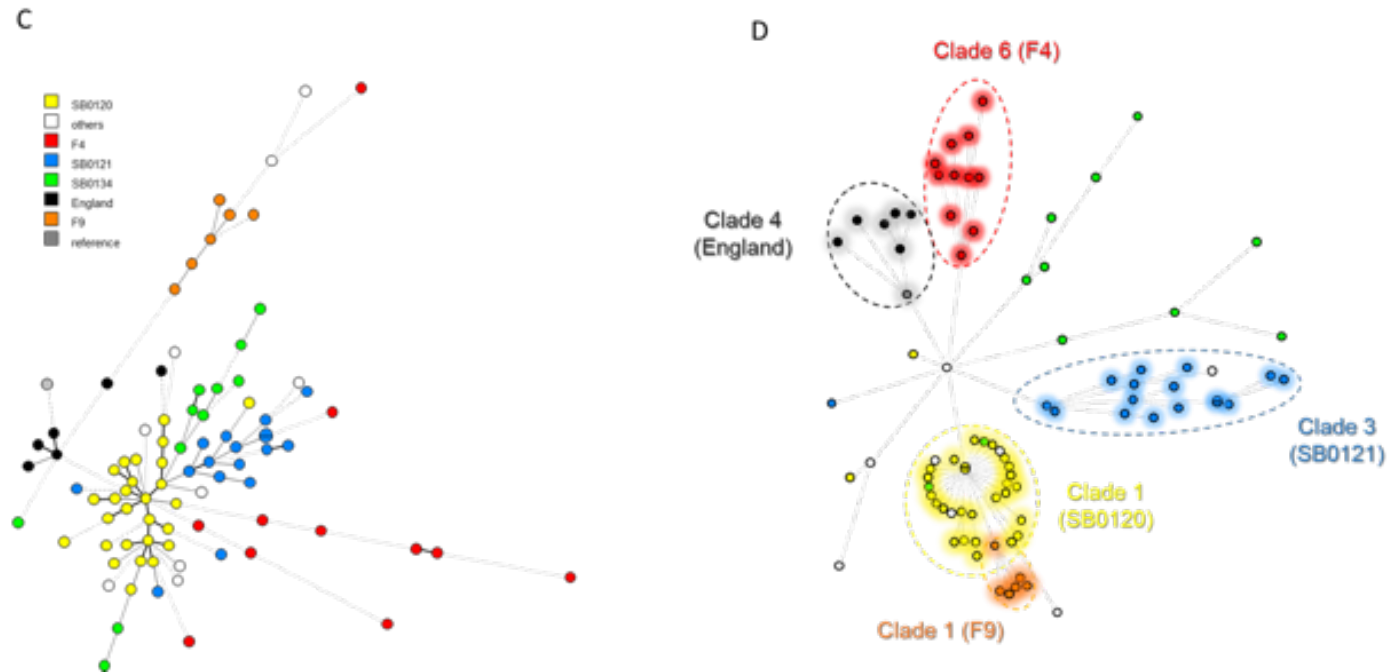 C
SB0120
others
F4
SB0121
SB0134
England
F9
reference
D
Clade 6 (F4)
Clade 4
(England)
Clade 3
(SB0121)
Clade 1
(SB0120)
Clade 1 (F9)